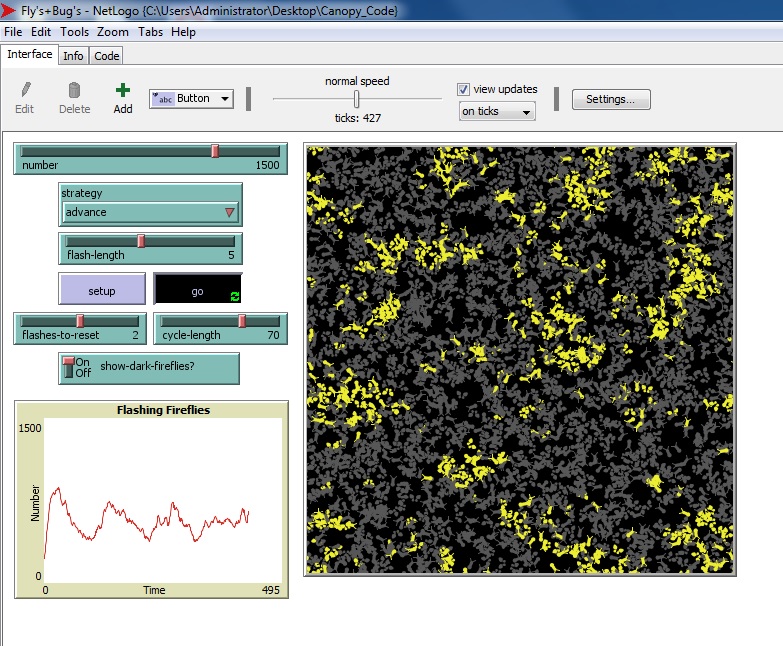 Fly's+Bug's - NetLogo {C:\Users\Administrator\Desktop\Canopy_Code}
File Edit Tools Zoom Tabs Help
Interface Info Code
normal speed
view updates
abc Button
on ticks
Settings...
Edit Delete Add
ticks: 427
number 1500
strategy
advance
flash-length 5
setup go
flashes-to-reset 2 cycle-length 70
On
Off
show-dark-fireflies?
Flashing Fireflies
1500
Number
0
0 Time 495